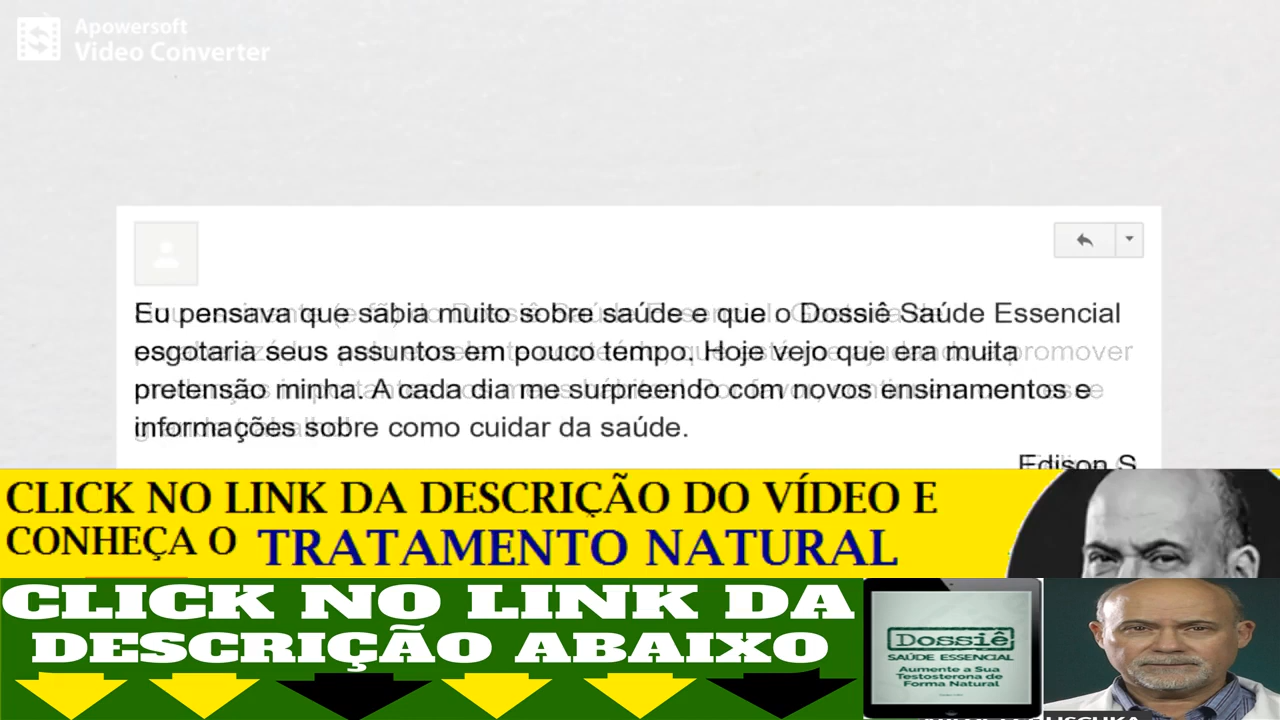 Apowersoft
Video Converter
Eu pensava que sabia muito sobre saúde e que o Dossiê Saúde Essencial
esgotaria seus assuntos em pouco tempo. Hoje vejo que era muita
pretensão minha. A cada dia me surpreendo com novos ensinamentos e
informações sobre como cuidar da saúde.
Edison S
CLICK NO LINK DA DESCRIÇÃO DO VÍDEO E
CONHEÇA O TRATAMENTO NATURAL
CLICK NO LINK DA
DESCRIÇÃO ABAIXO
Dossiê
SAÚDE ESSENCIAL
Aumente a Sua
Testosterona de
Forma Natural